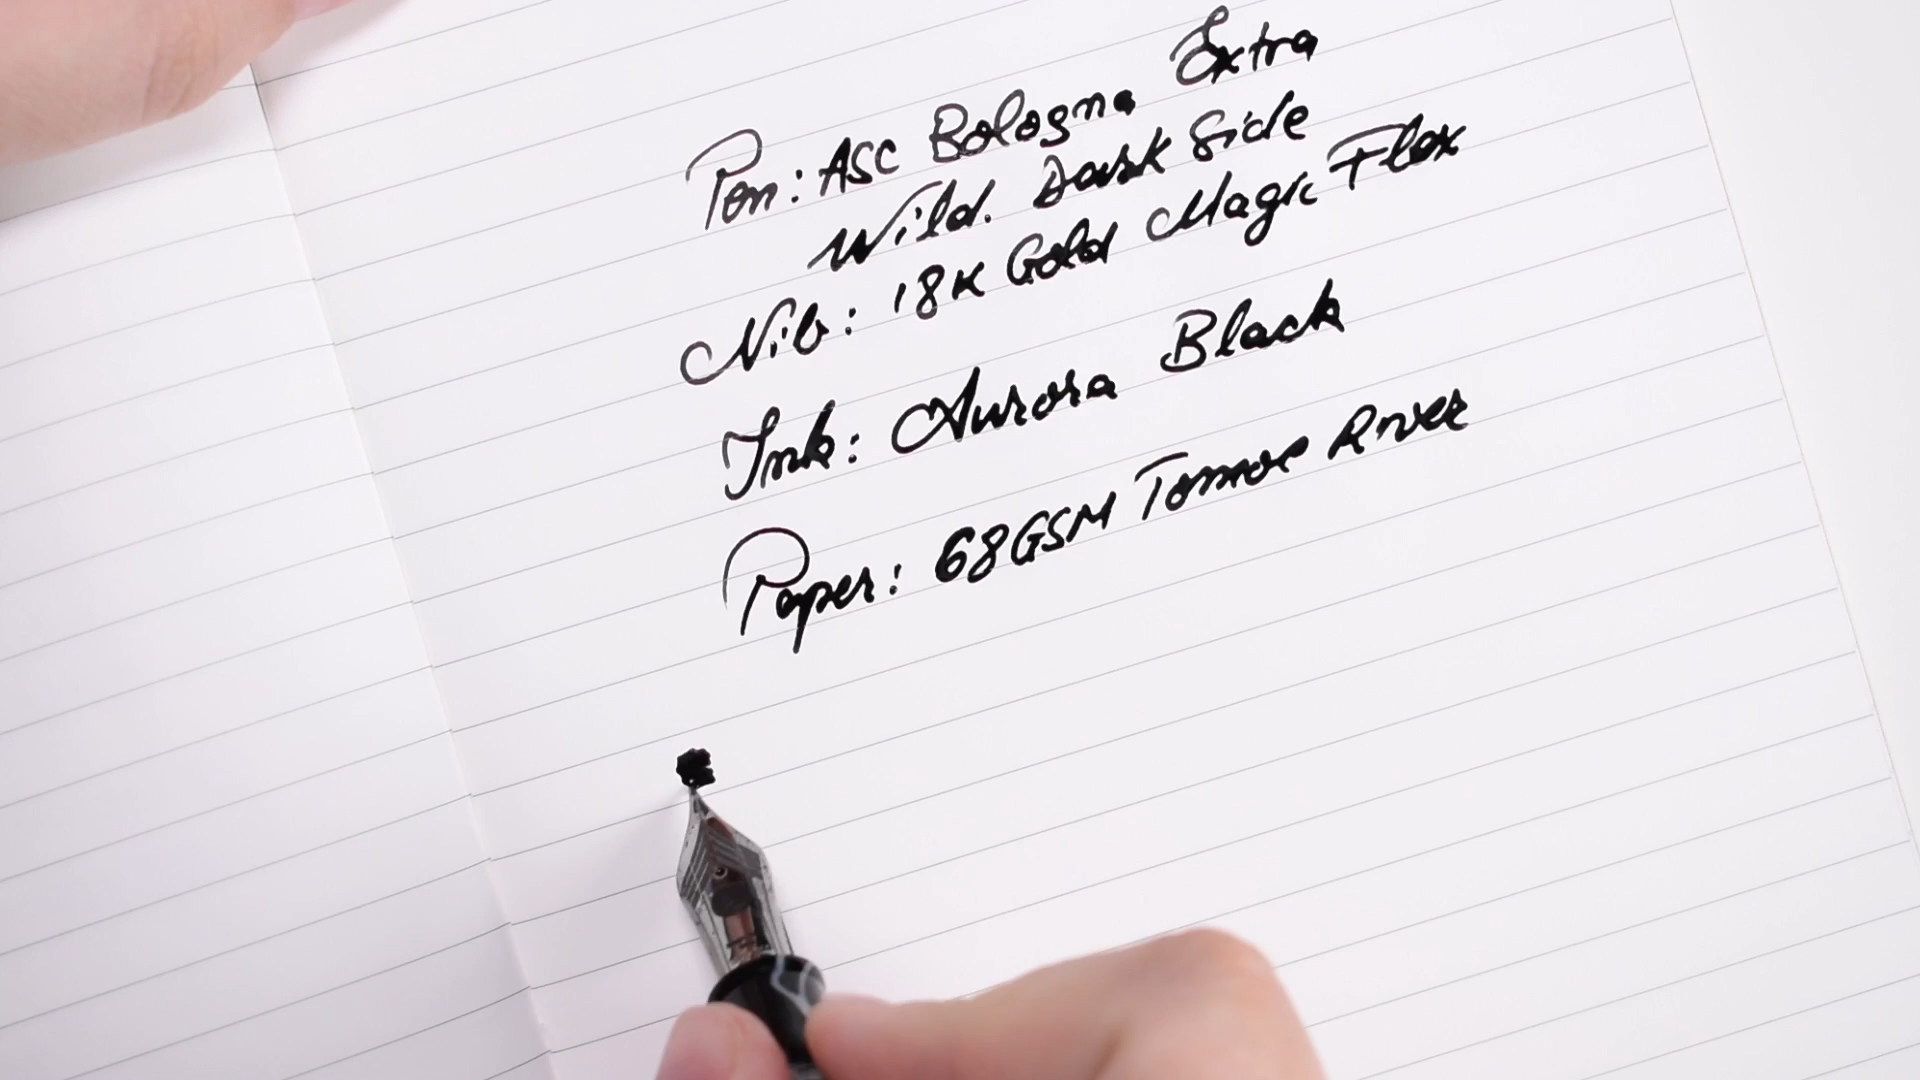 Pen: ASC Bologna Extra
Wild. Dark Side
Nib: 18K Gold Magic Flex
Ink: Aurora Black
Paper: 68GSM Tomoe River